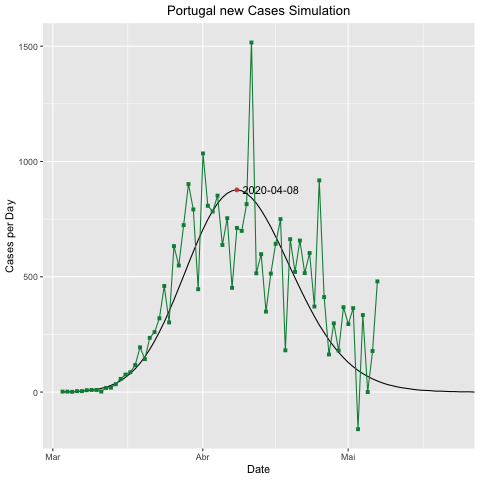 Portugal new Cases Simulation
1500
1000
500
0
2020-04-08
Mar
Abr
Mai
Date
Cases per Day